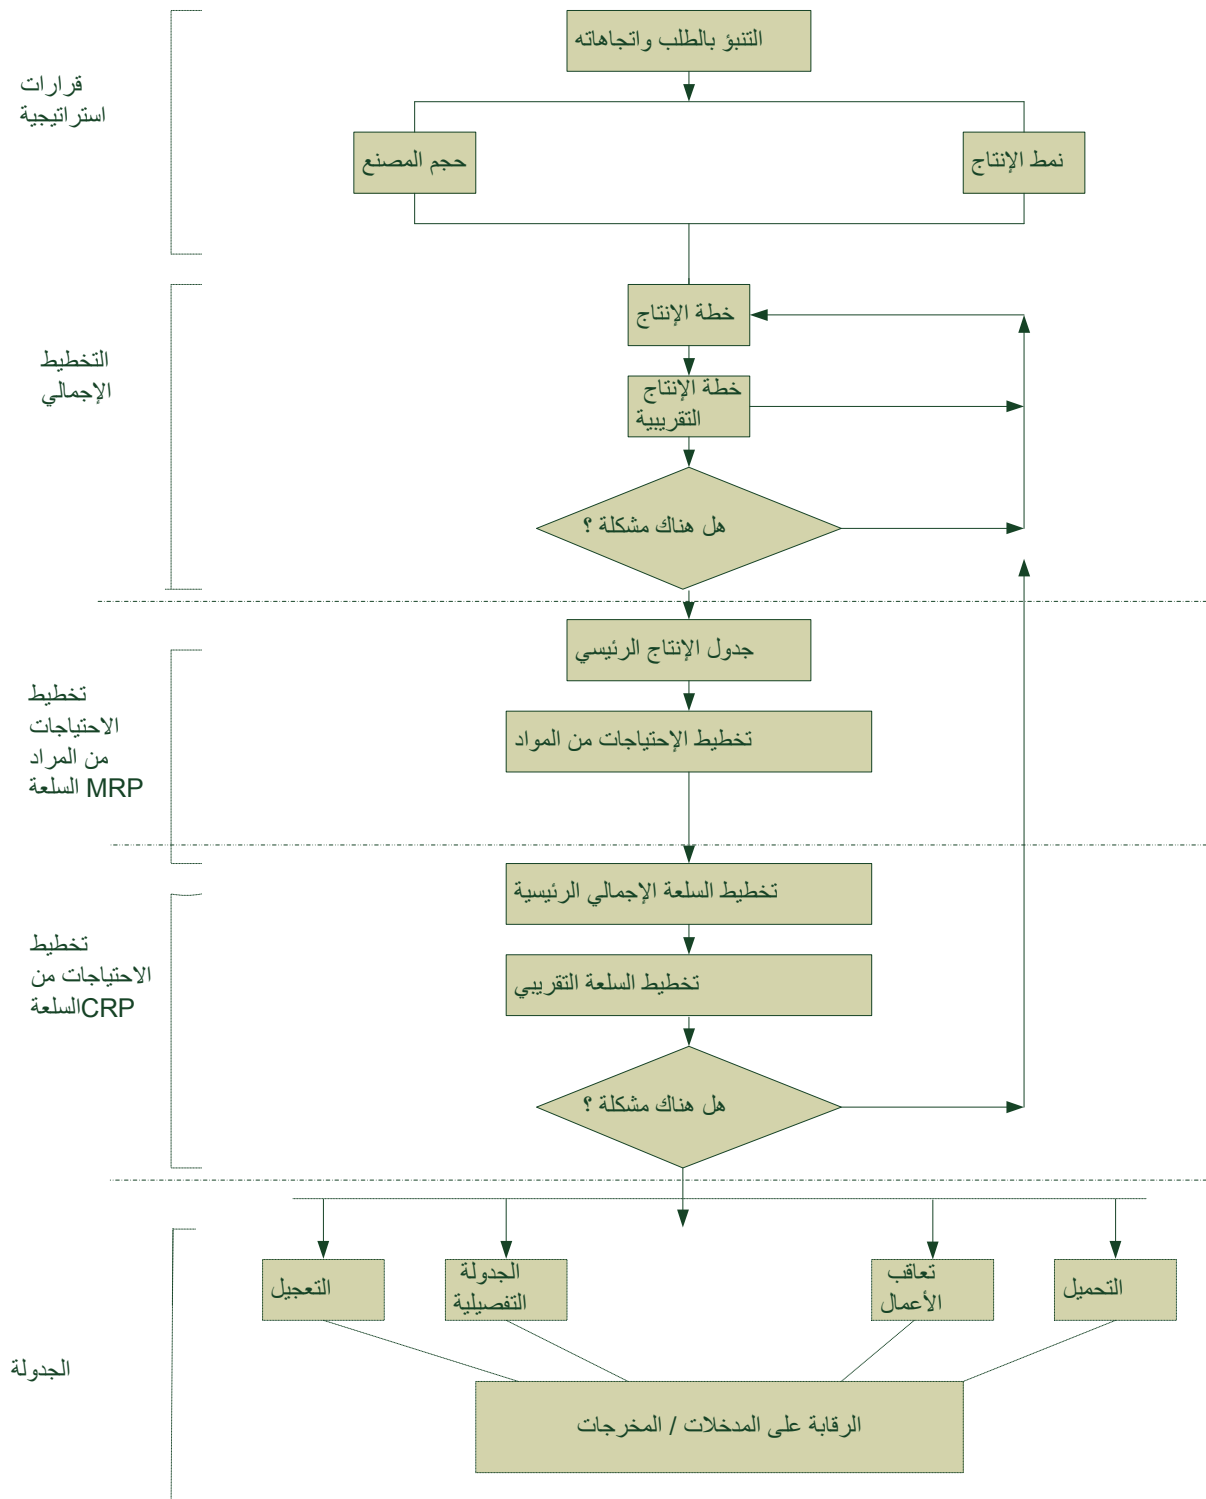 التنبؤ بالطلب واتجاهاته
قرارات
استراتيجية
نمط الإنتاج
حجم المصنع
خطة الإنتاج
التخطيط
الإجمالي
خطة الإنتاج
التقريبية
هل هناك مشكلة ؟
جدول الإنتاج الرئيسي
تخطيط
الاحتياجات
من المراد
السلعة MRP
تخطيط الإحتياجات من المواد
تخطيط السلعة الإجمالي الرئيسية
تخطيط
الاحتياجات من
السلعةCRP
تخطيط السلعة التقريبي
هل هناك مشكلة ؟
التحميل
تعاقب
الأعمال
الجدولة
التفصيلية
التعجيل
الجدولة
الرقابة على المدخلات / المخرجات